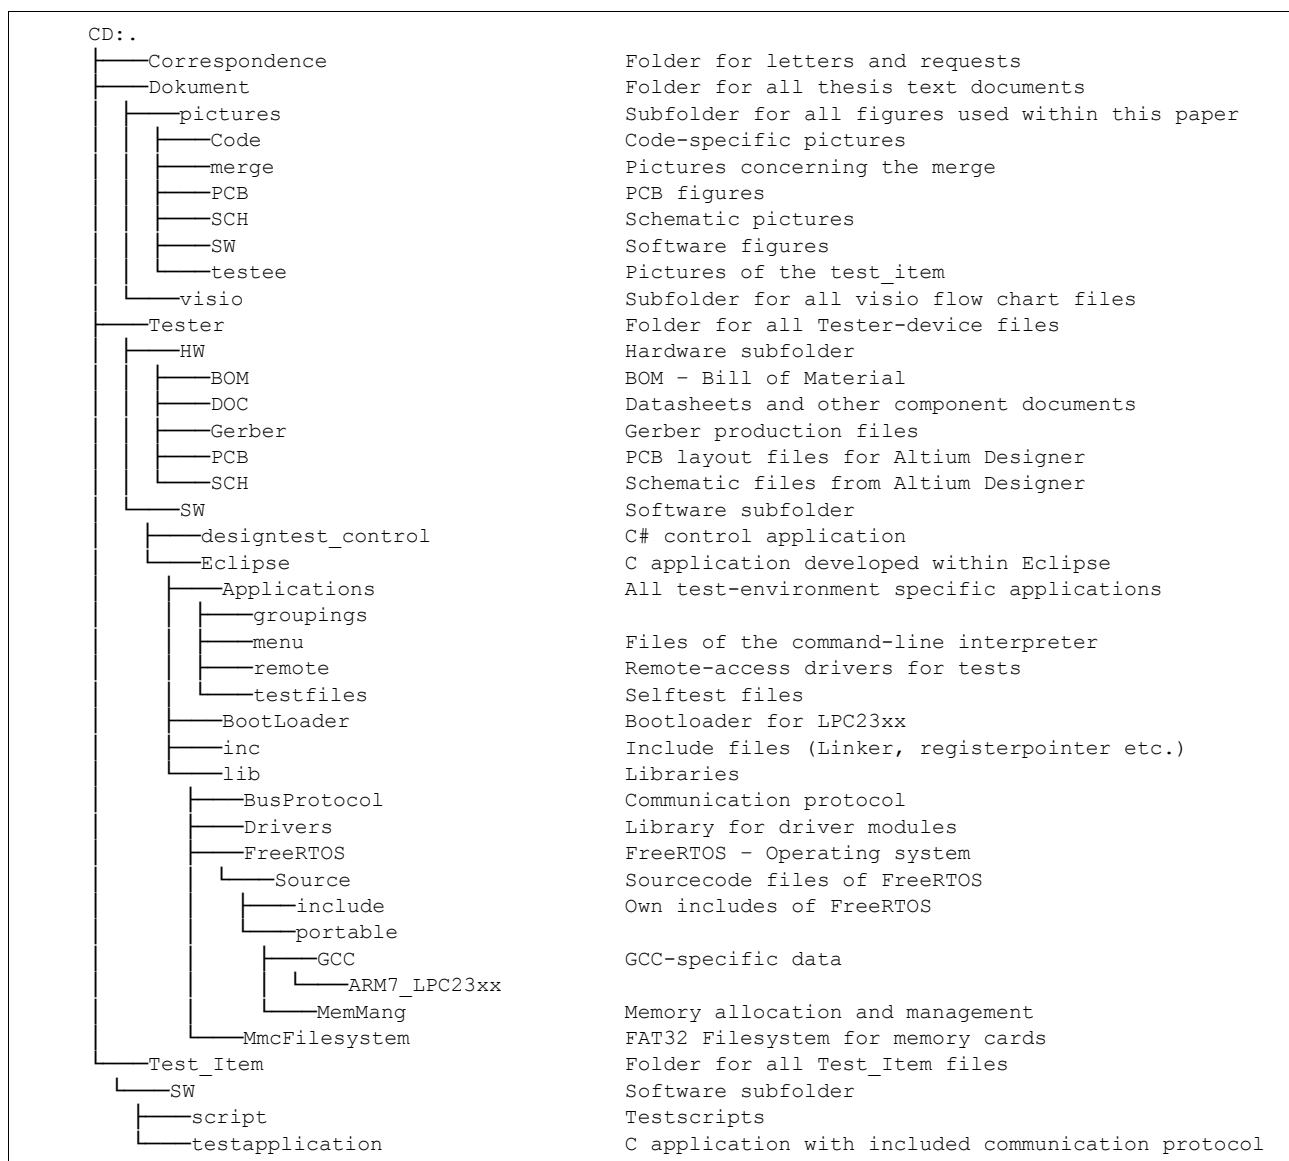 CD:.
├────Correspondence Folder for letters and requests
├────Dokument Folder for all thesis text documents
│ ├────pictures Subfolder for all figures used within this paper
│ │ ├────Code Code-specific pictures
│ │ ├────merge Pictures concerning the merge
│ │ ├────PCB PCB figures
│ │ ├────SCH Schematic pictures
│ │ ├────SW Software figures
│ │ └────testee Pictures of the test_item
│ └────visio Subfolder for all visio flow chart files
├────Tester Folder for all Tester-device files
│ ├────HW Hardware subfolder
│ │ ├────BOM BOM – Bill of Material
│ │ ├────DOC Datasheets and other component documents
│ │ ├────Gerber Gerber production files
│ │ ├────PCB PCB layout files for Altium Designer
│ │ └────SCH Schematic files from Altium Designer
│ └────SW Software subfolder
│ ├────designtest_control C# control application
│ └────Eclipse C application developed within Eclipse
│ ├────Applications All test-environment specific applications
│ │ ├────groupings
│ │ ├────menu Files of the command-line interpreter
│ │ ├────remote Remote-access drivers for tests
│ │ └────testfiles Selftest files
│ ├────BootLoader Bootloader for LPC23xx
│ ├────inc Include files (Linker, registerpointer etc.)
│ └────lib Libraries
│ ├────BusProtocol Communication protocol
│ ├────Drivers Library for driver modules
│ ├────FreeRTOS FreeRTOS – Operating system
│ │ └────Source Sourcecode files of FreeRTOS
│ │ ├────include Own includes of FreeRTOS
│ │ └────portable
│ │ ├────GCC GCC-specific data
│ │ │ └────ARM7_LPC23xx
│ │ └────MemMang Memory allocation and management
│ └────MmcFilesystem FAT32 Filesystem for memory cards
└────Test_Item Folder for all Test_Item files
└────SW Software subfolder
├────script Testscripts
└────testapplication C application with included communication protocol